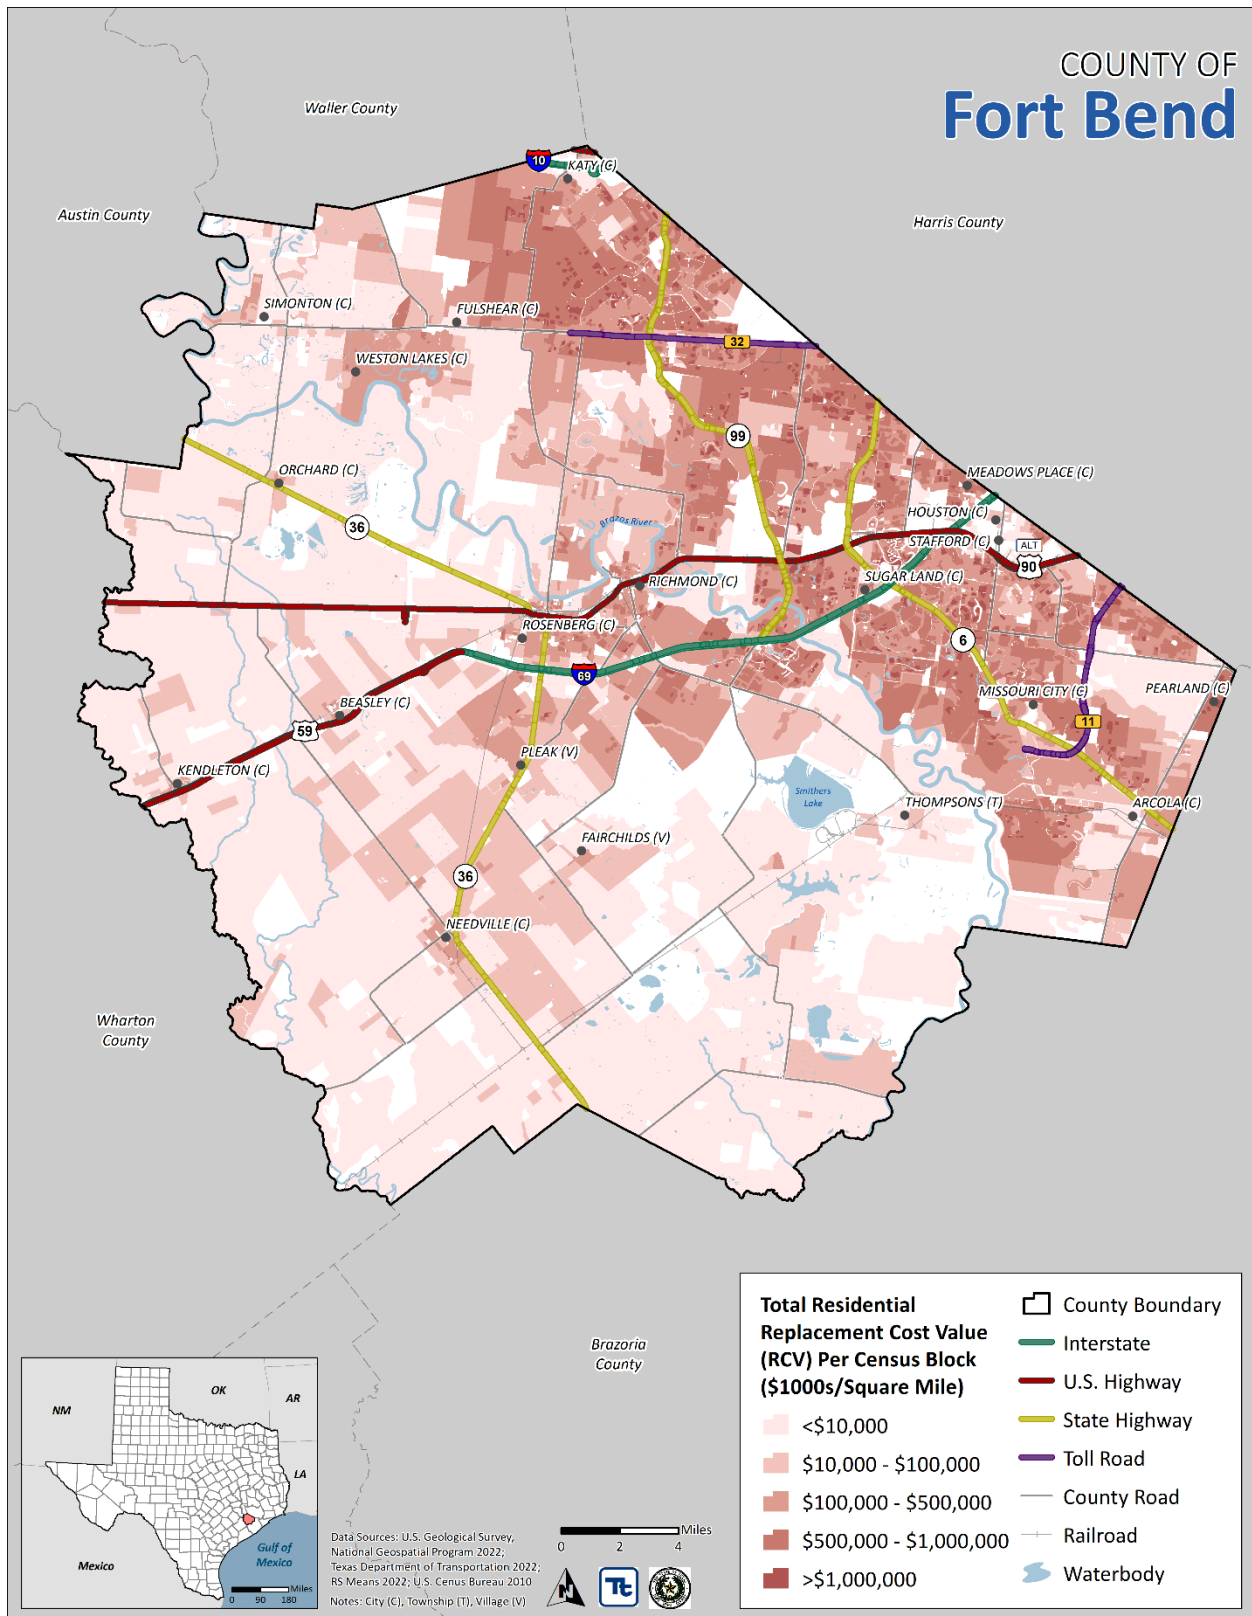 COUNTY OF
Fort Bend
Waller County
Austin County
Harris County
10
KATY (C)
SIMONTON (C)
FULSHEAR (C)
WESTON LAKES (C)
32
99
ORCHARD (C)
36
MEADOWS PLACE (C)
HOUSTON (C)
STAFFORD (C)
ALT
90
Brazos River
RICHMOND (C)
SUGAR LAND (C)
ROSENBERG (C)
6
69
MISSOURI CITY (C)
PEARLAND (C)
BEASLEY (C)
59
11
PLEAK (V)
KENDLETON (C)
Smithers
Lake
THOMPSONS (T)
ARCOLA (C)
FAIRCHILDS (V)
36
NEEDVILLE (C)
Wharton
County
Brazoria
County
Total Residential
Replacement Cost Value
(RCV) Per Census Block
($1000s/Square Mile)
<$10,000
$10,000 - $100,000
$100,000 - $500,000
$500,000 - $1,000,000
>$1,000,000
County Boundary
Interstate
U.S. Highway
State Highway
Toll Road
County Road
Railroad
Waterbody
NM
OK
AR
LA
Mexico
Gulf of
Mexico
Miles
0 90 180
Data Sources: U.S. Geological Survey,
National Geospatial Program 2022;
Texas Department of Transportation 2022;
RS Means 2022; U.S. Census Bureau 2010
Notes: City (C), Township (T), Village (V)
Miles
0 2 4
N
Tt